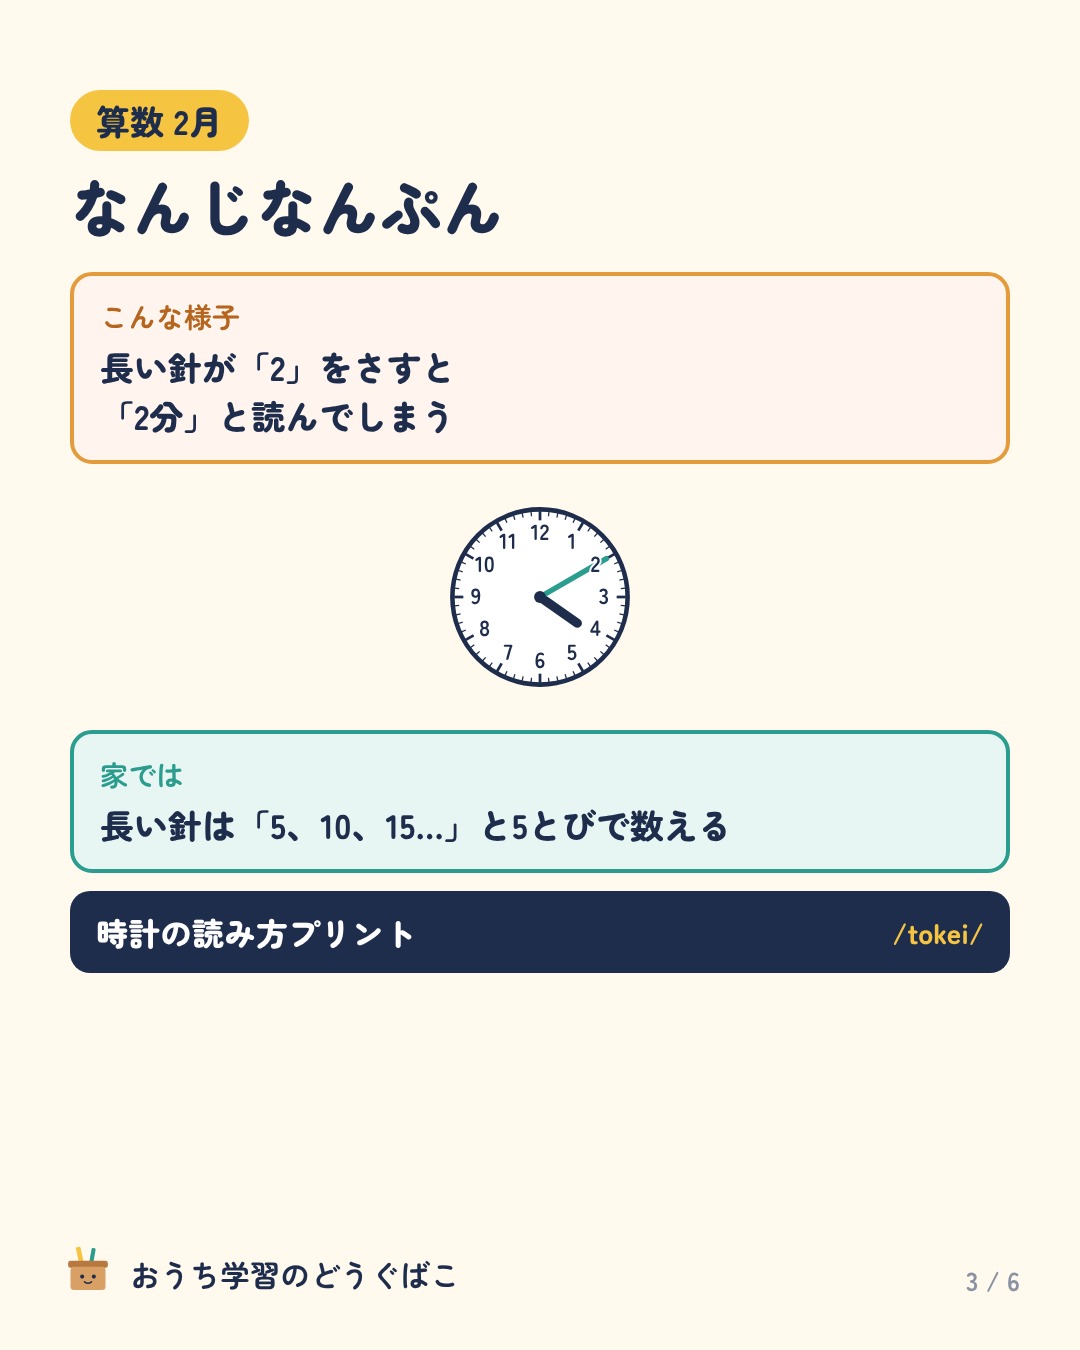 算数 2月
なんじなんぷん
こんな様子
長い針が「2」をさすと
「2分」と読んでしまう
12
11
1
10
2
9
3
8
4
7
5
6
家では
長い針は「5、10、15…」と5とびで数える
時計の読み方プリント
/tokei/
おうち学習のどうぐばこ
3 / 6